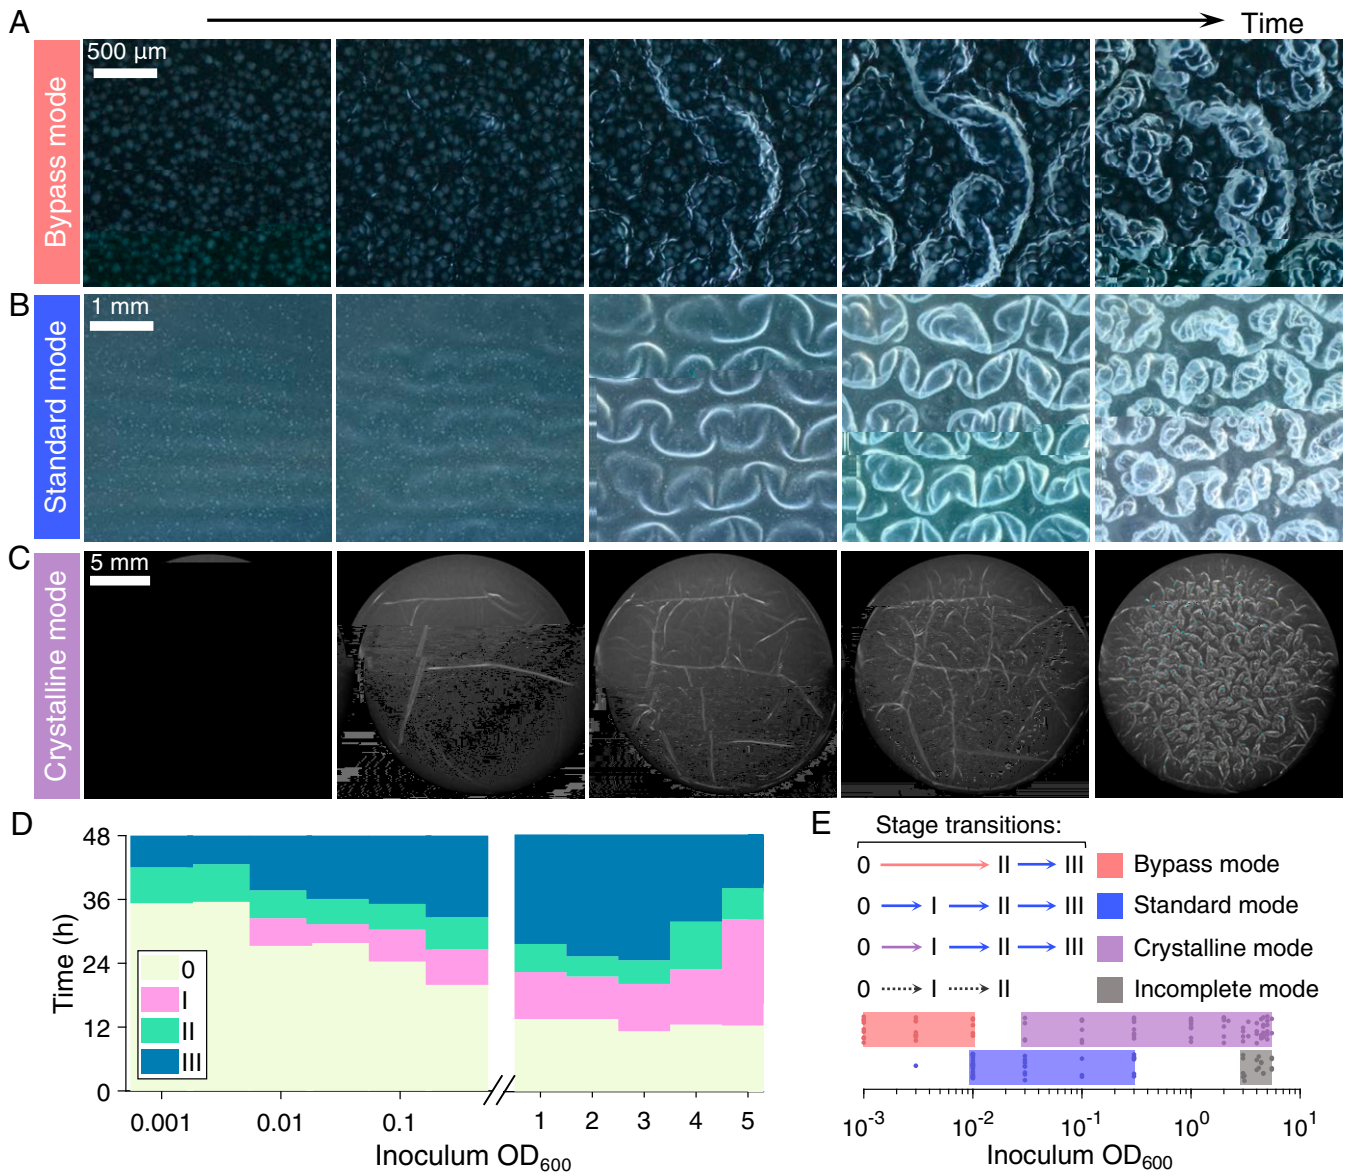 A
Time
Bypass mode
500 µm
B
Standard mode
1 mm
C
Crystalline mode
5 mm
D
48
36
24
12
0
Time (h)
0
I
II
III
0.001
0.01
0.1
1
2
3
4
5
Inoculum OD600
E
Stage transitions:
0 II III Bypass mode
0 I II III Standard mode
0 I II III Crystalline mode
0 I II Incomplete mode
10-3
10-2
10-1
100
101
Inoculum OD600